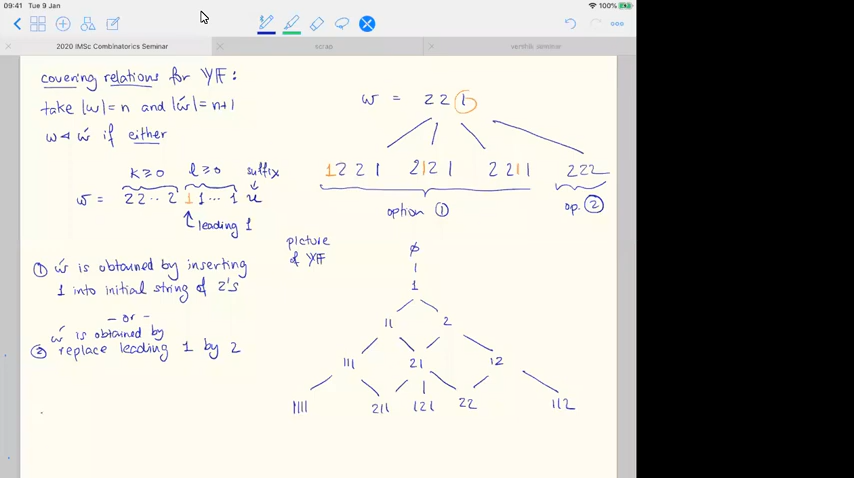 09:41 Tue 9 Jan
100%
2020 IMSc Combinatorics Seminar
verthik seminar
covering relations for YF:
take |w| = n and |ẃ| = n+1
w ◁ ẃ if either
k≥0 l≥0 suffix
w = 22··2 11··1 u
leading 1
① ẃ is obtained by inserting
1 into initial string of 2's
– or –
ẃ is obtained by
② replace leading 1 by 2
w = 221
1221 2121 2211 222
option ① op. ②
picture
of YF
∅
1
11 2
111 21 12
1111 211 121 22 112